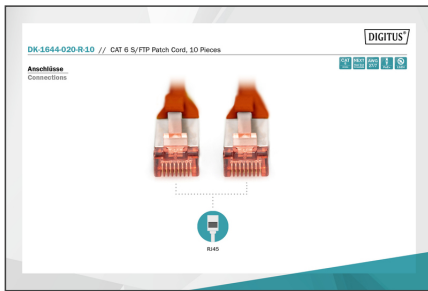 DIGITUS®
DK-1644-020-R-10 // CAT 6 S/FTP Patch Cord, 10 Pieces
Anschlüsse
Connections
RJ45